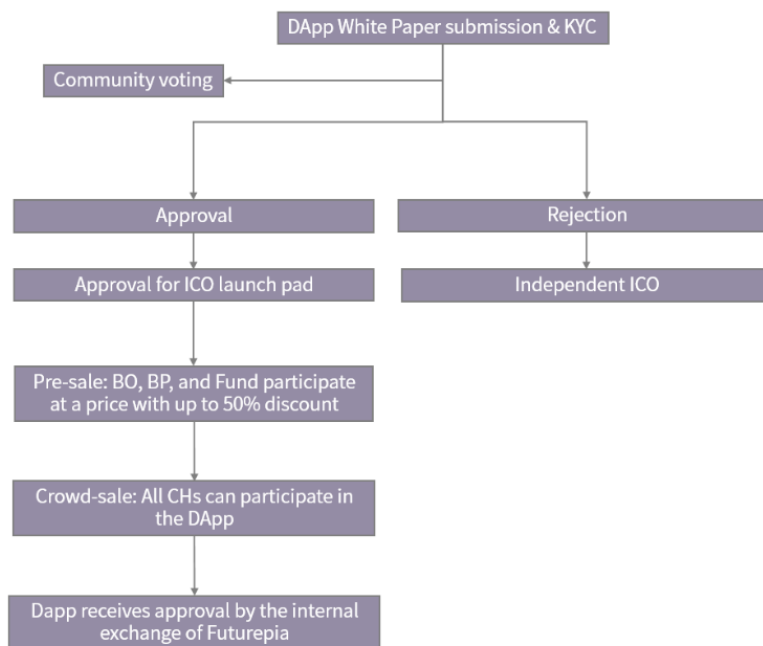 DApp White Paper submission & KYC
Community voting
Approval
Rejection
Approval for ICO launch pad
Independent ICO
Pre-sale: BO, BP, and Fund participate
at a price with up to 50% discount
Crowd-sale: All CHs can participate in
the DApp
Dapp receives approval by the internal
exchange of Futurepia